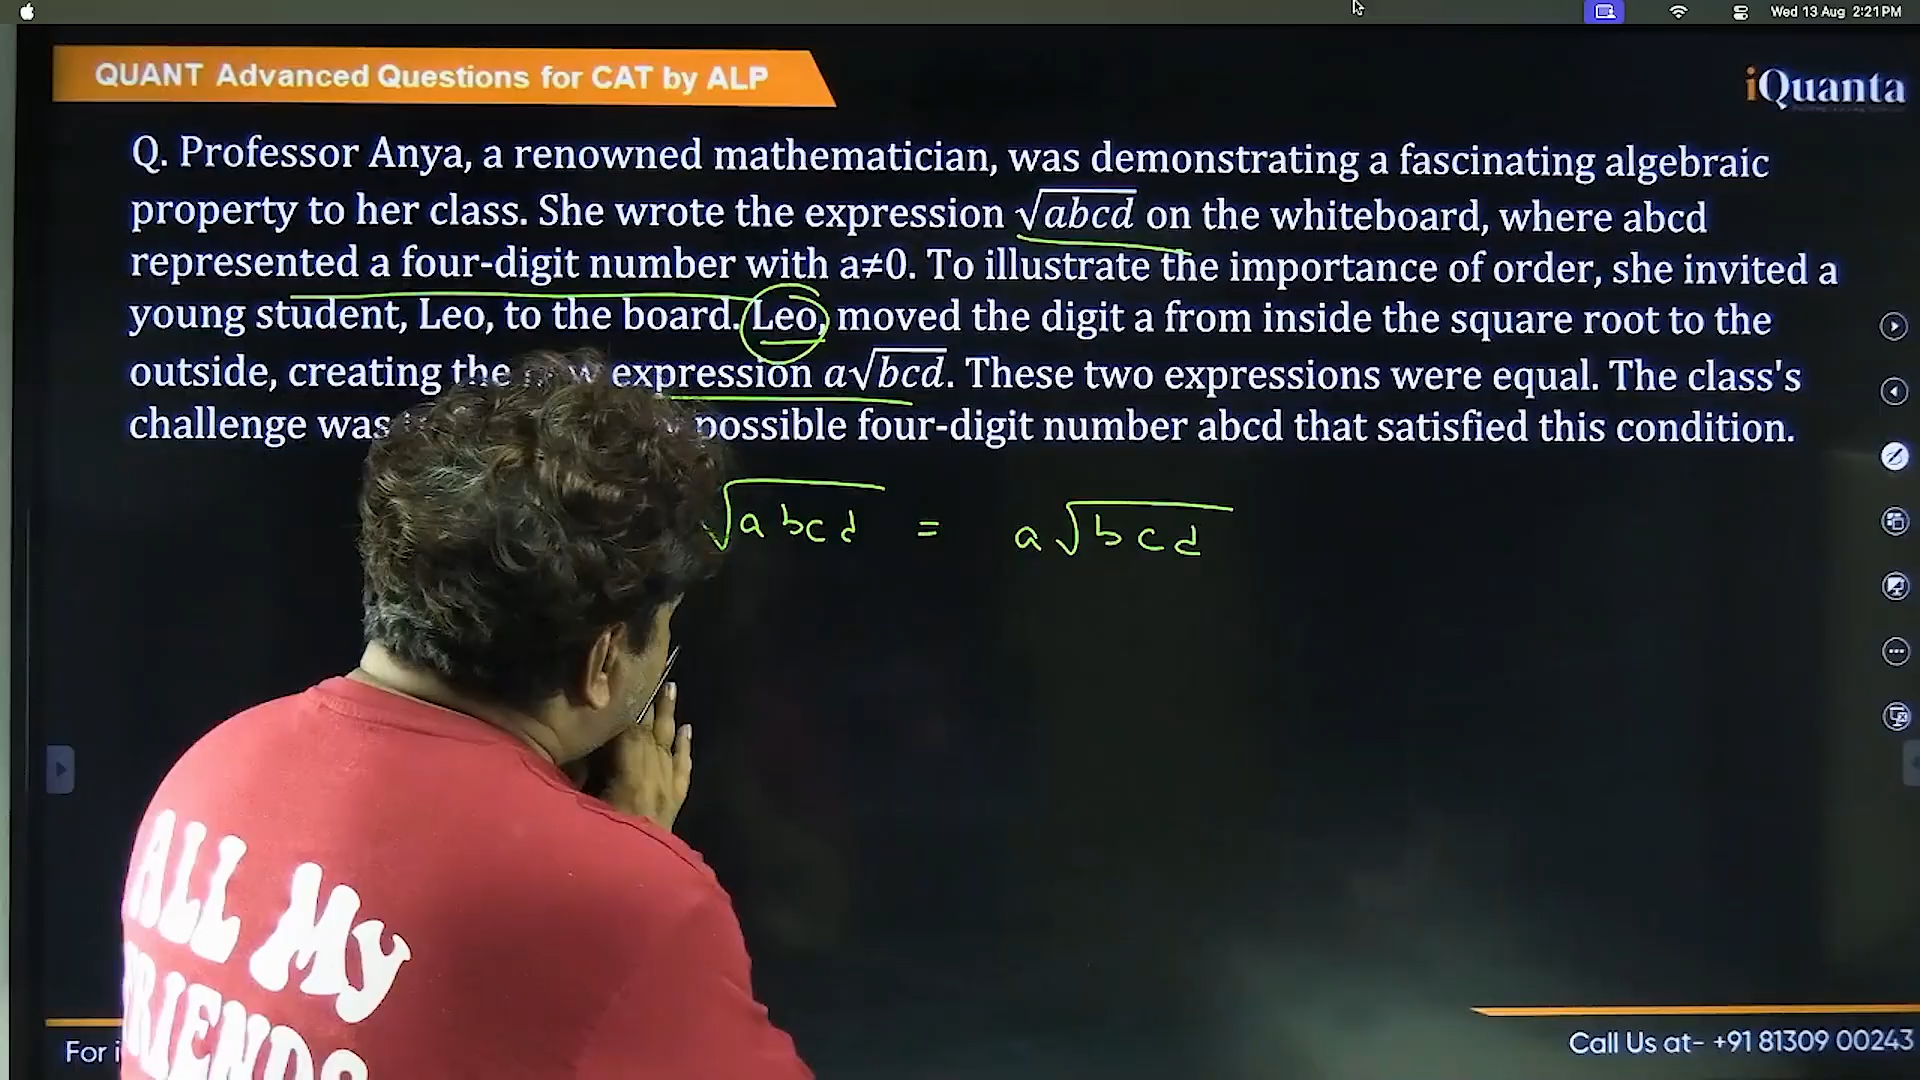 Wed 13 Aug 2:21PM
QUANT Advanced Questions for CAT by ALP
iQuanta
Q. Professor Anya, a renowned mathematician, was demonstrating a fascinating algebraic
property to her class. She wrote the expression √abcd on the whiteboard, where abcd
represented a four-digit number with a≠0. To illustrate the importance of order, she invited a
young student, Leo, to the board. Leo, moved the digit a from inside the square root to the
outside, creating the expression a√bcd. These two expressions were equal. The class's
challenge was possible four-digit number abcd that satisfied this condition.
√abcd = a√bcd
ALL MY
FRIENDS
For
Call Us at- +91 81309 00243